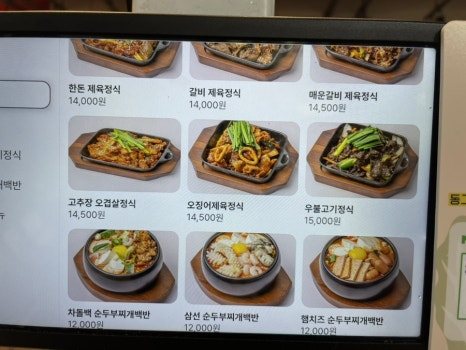 한돈 제육정식
14,000원
갈비 제육정식
14,000원
매운갈비 제육정식
14,500원
정식
고추장 오겹살정식
14,500원
오징어제육정식
14,500원
우불고기정식
15,000원
개백반
뉴
차돌백 순두부찌개백반
12,000원
삼선 순두부찌개백반
12,000원
햄치즈 순두부찌개백반
12,000원